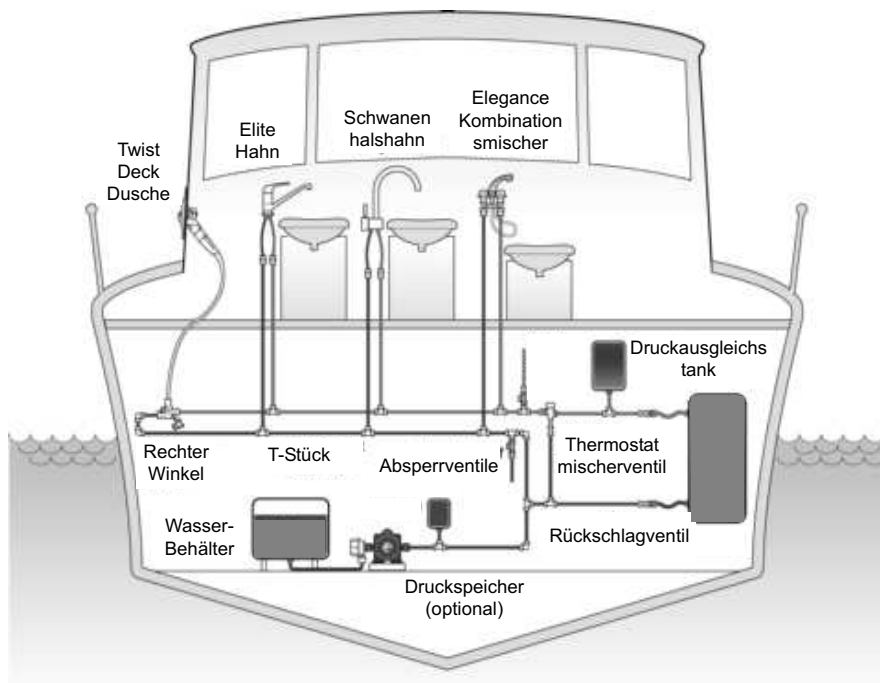 Twist
Deck
Dusche
Elite
Hahn
Schwanen
halshahn
Elegance
Kombination
smischer
Druckausgleichs
tank
Rechter
Winkel
T-Stück
Absperrventile
Thermostat
mischerventil
Wasser-
Behälter
Rückschlagventil
Druckspeicher
(optional)